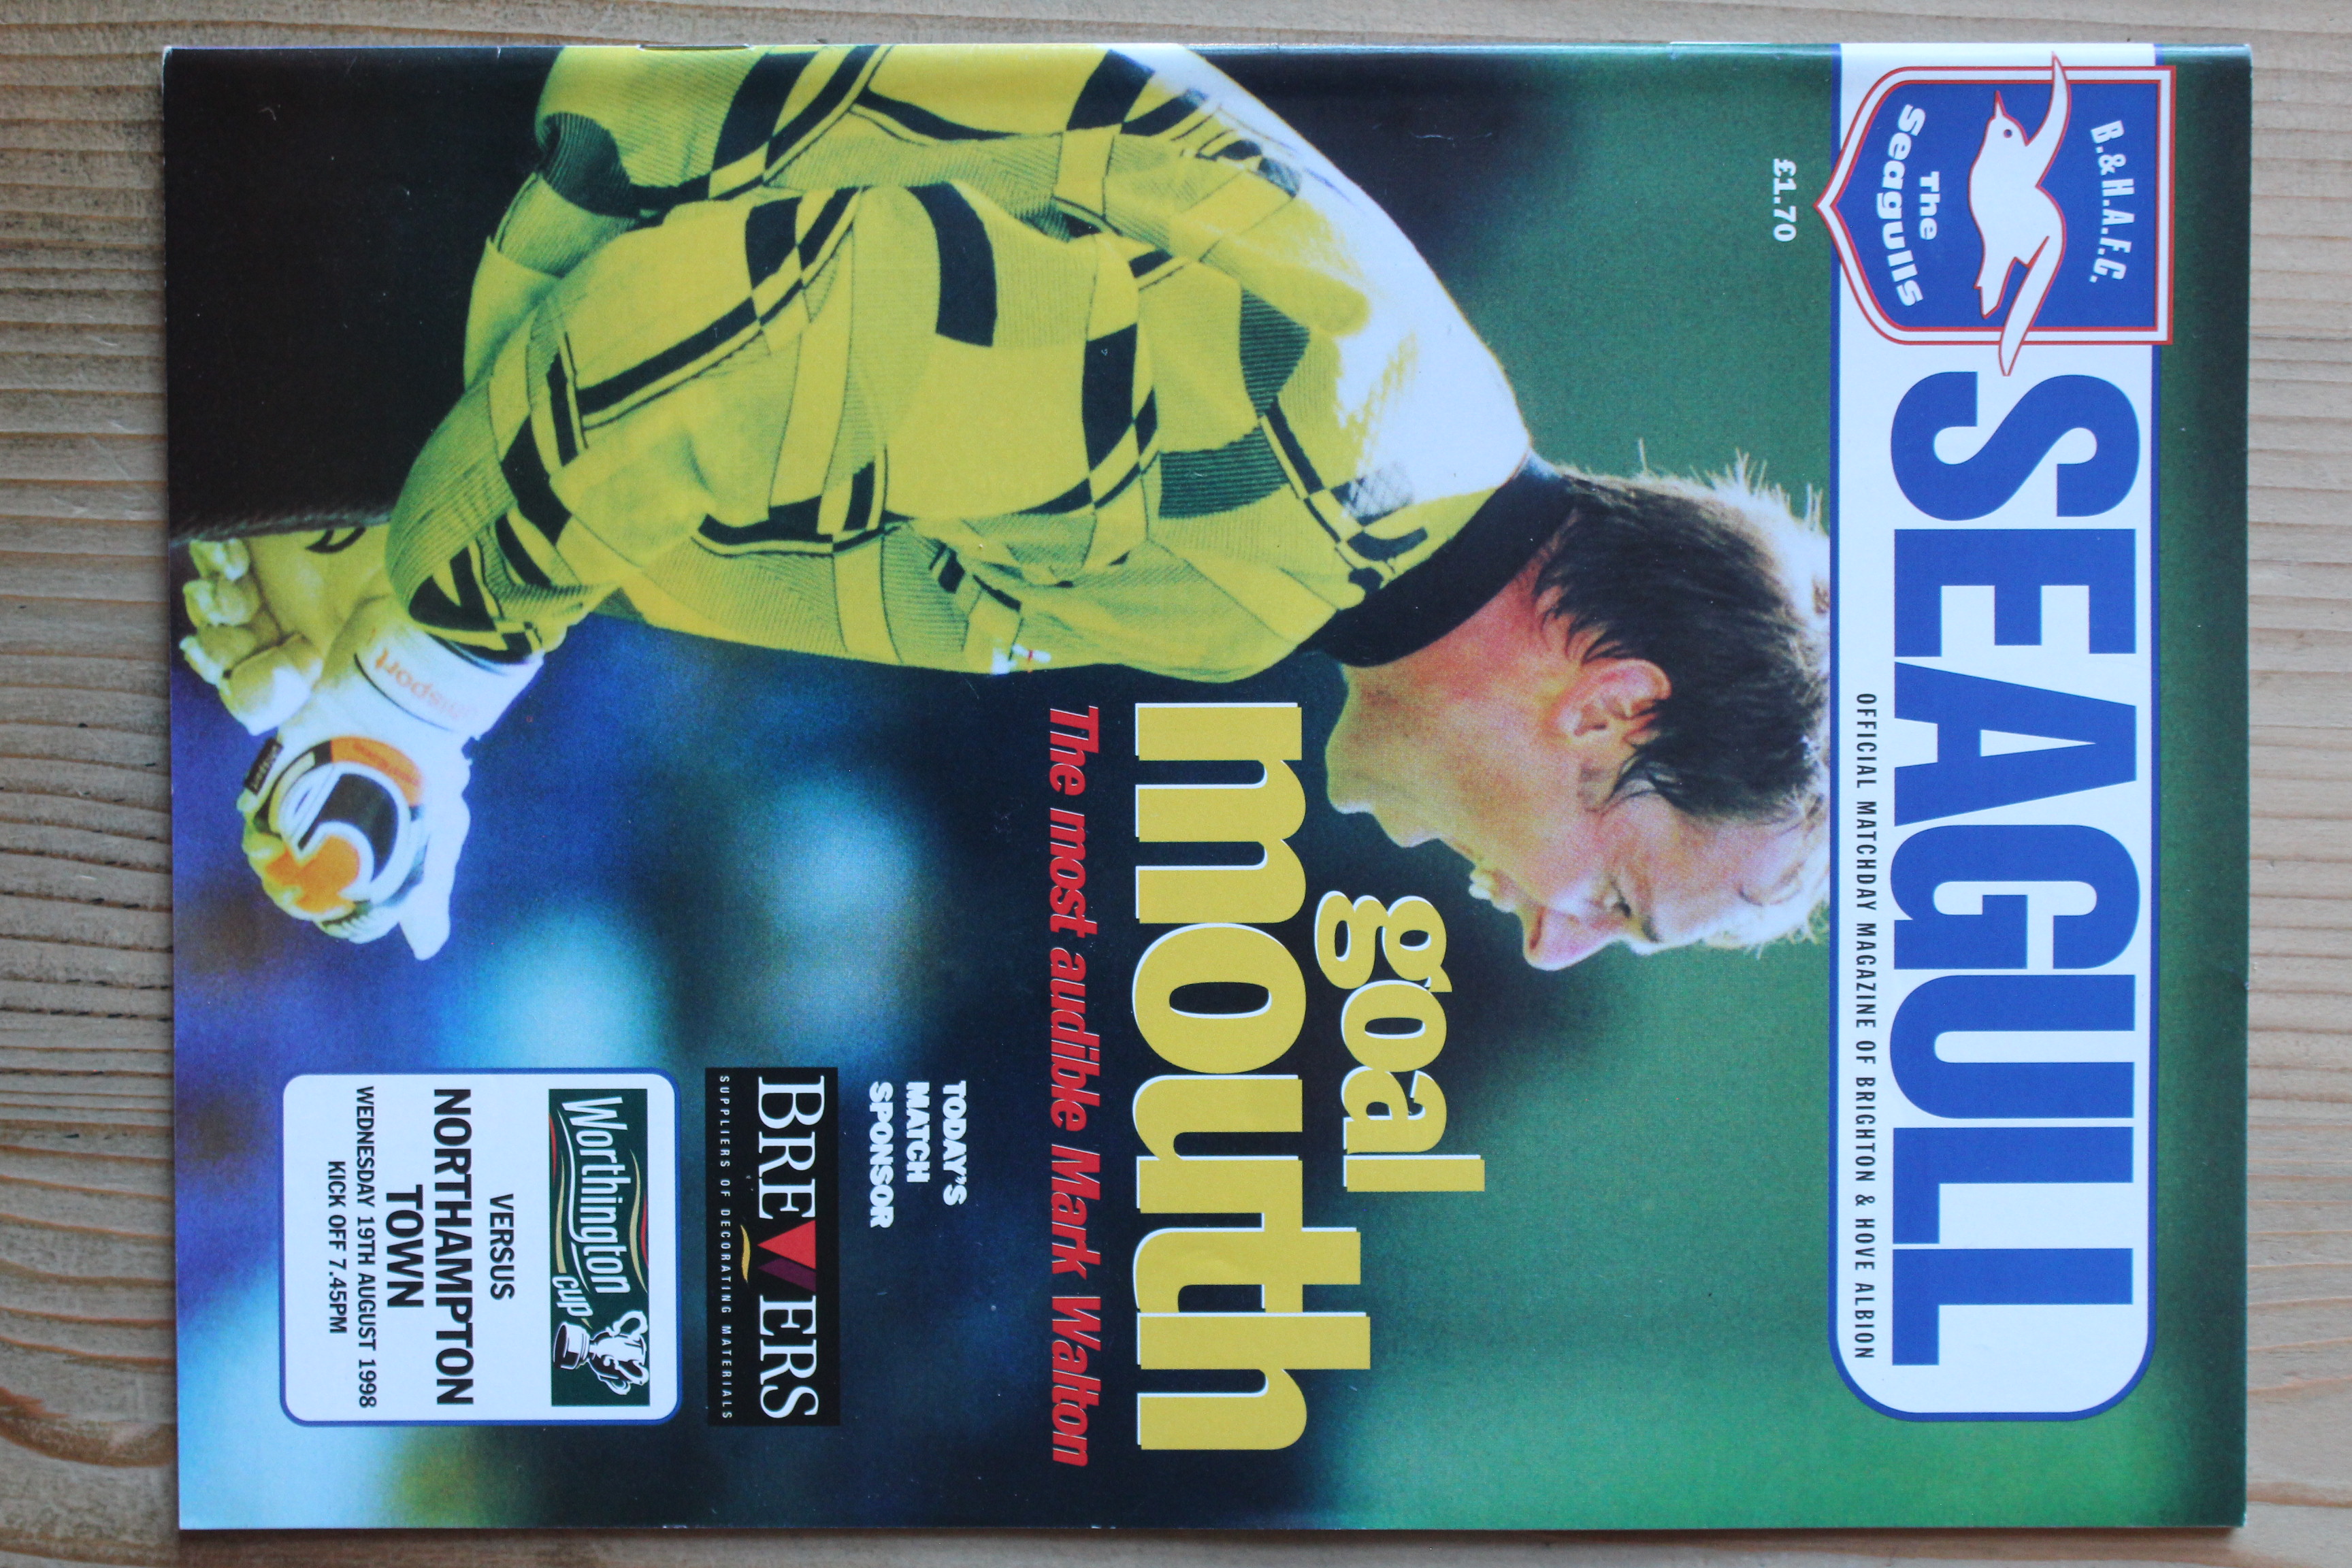 B.&H.A.F.C.
The
Seagulls
SEAGULL
OFFICIAL MATCHDAY MAGAZINE OF BRIGHTON & HOVE ALBION
£1.70
goal
mouth
The most audible Mark Walton
TODAY'S
MATCH
SPONSOR
BREWERS
SUPPLIERS OF DECORATING MATERIALS
Worthington
CUP
VERSUS
NORTHAMPTON
TOWN
WEDNESDAY 19TH AUGUST 1998
KICK OFF 7.45PM